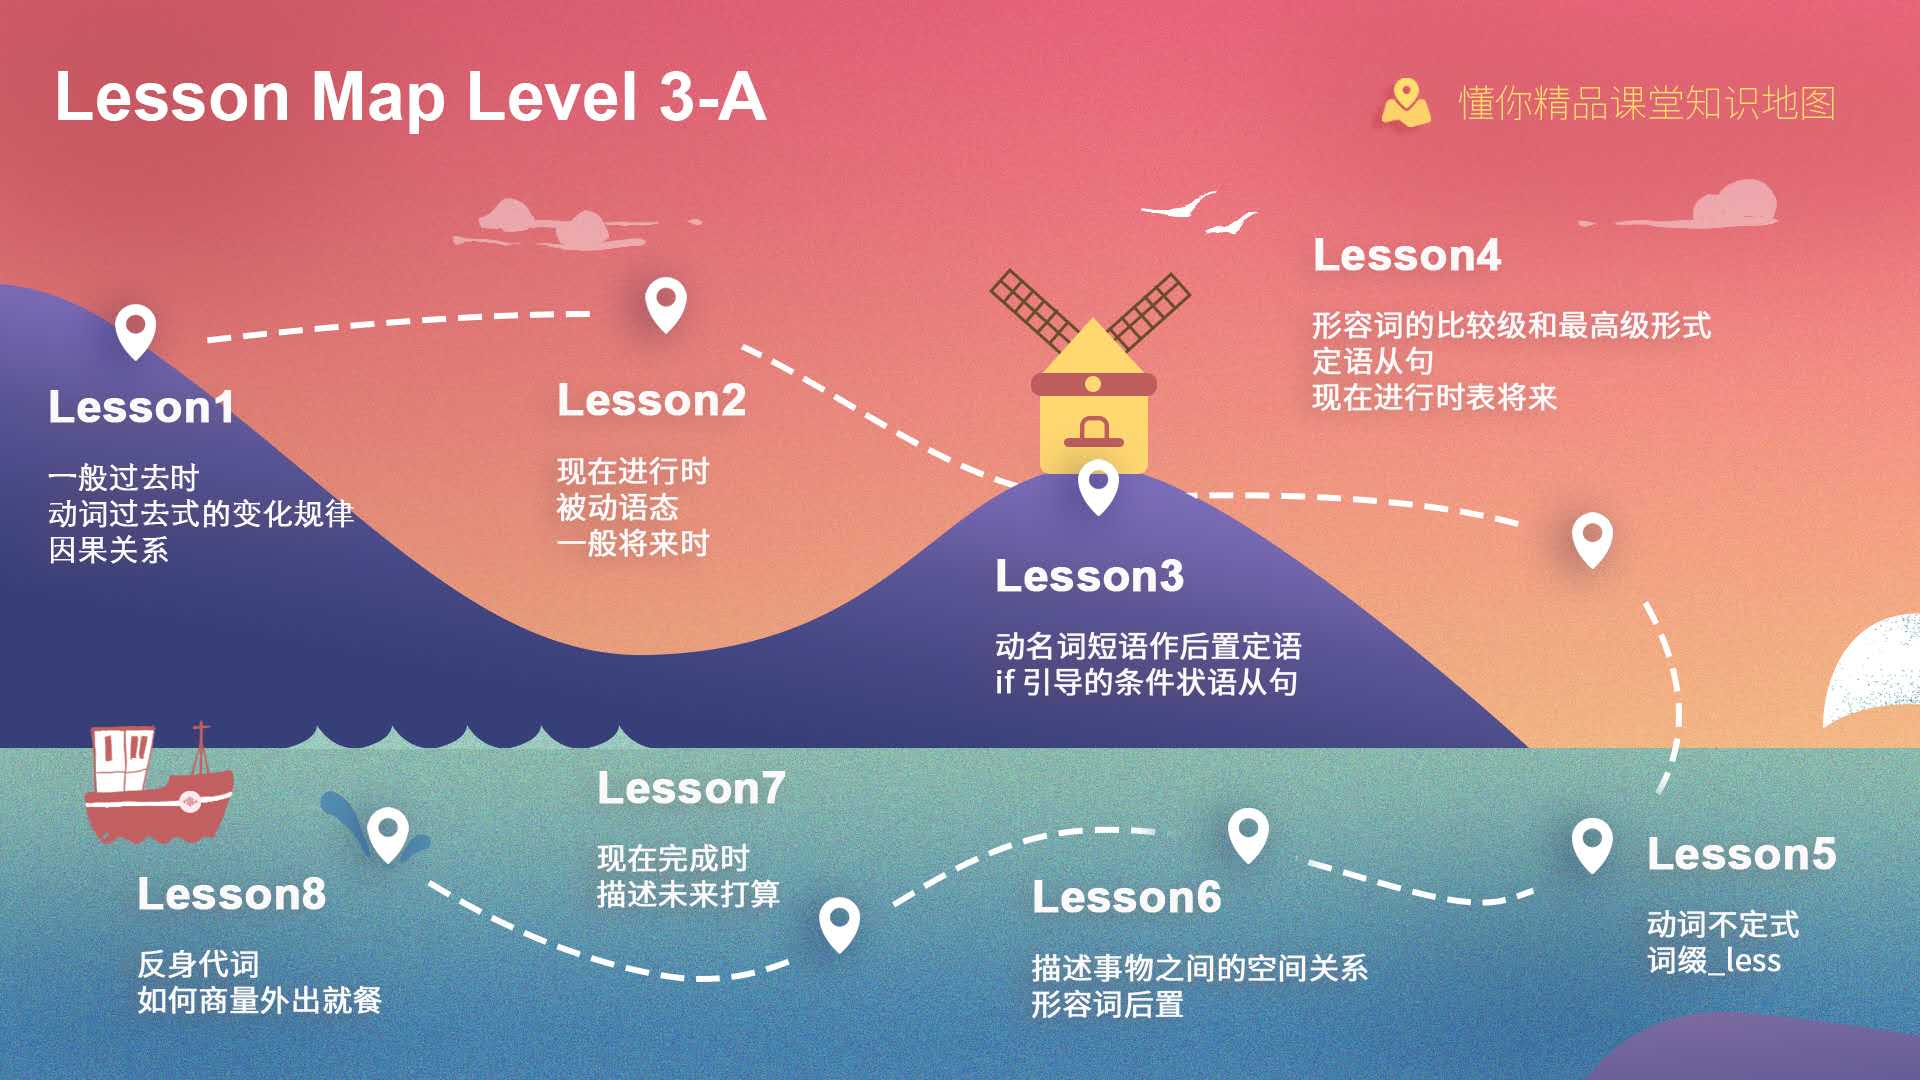 Lesson Map Level 3-A
懂你精品课堂知识地图
Lesson1
一般过去时
动词过去式的变化规律
因果关系
Lesson2
现在进行时
被动语态
一般将来时
Lesson3
动名词短语作后置定语
if 引导的条件状语从句
Lesson4
形容词的比较级和最高级形式
定语从句
现在进行时表将来
Lesson5
动词不定式
词缀_less
Lesson6
描述事物之间的空间关系
形容词后置
Lesson7
现在完成时
描述未来打算
Lesson8
反身代词
如何商量外出就餐